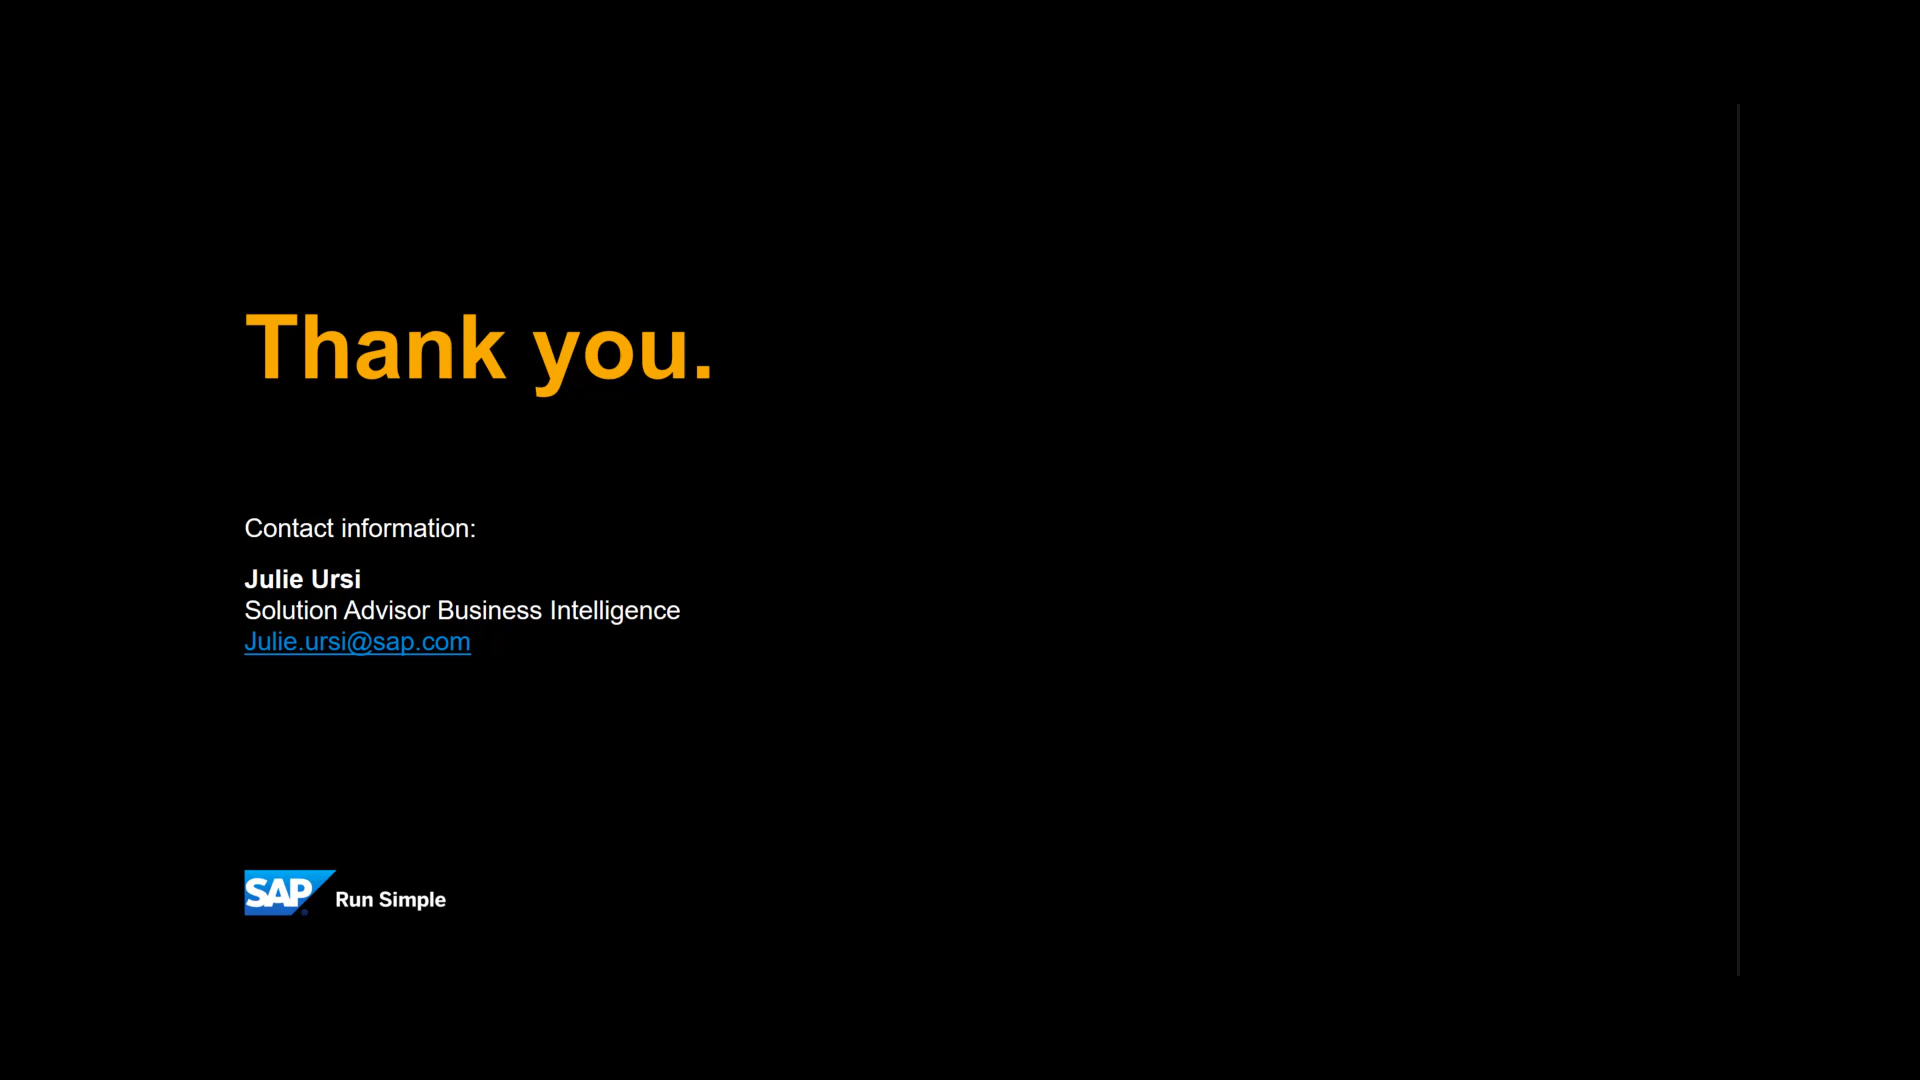 Thank you.
Contact information:
Julie Ursi
Solution Advisor Business Intelligence
Julie.ursi@sap.com
SAP Run Simple